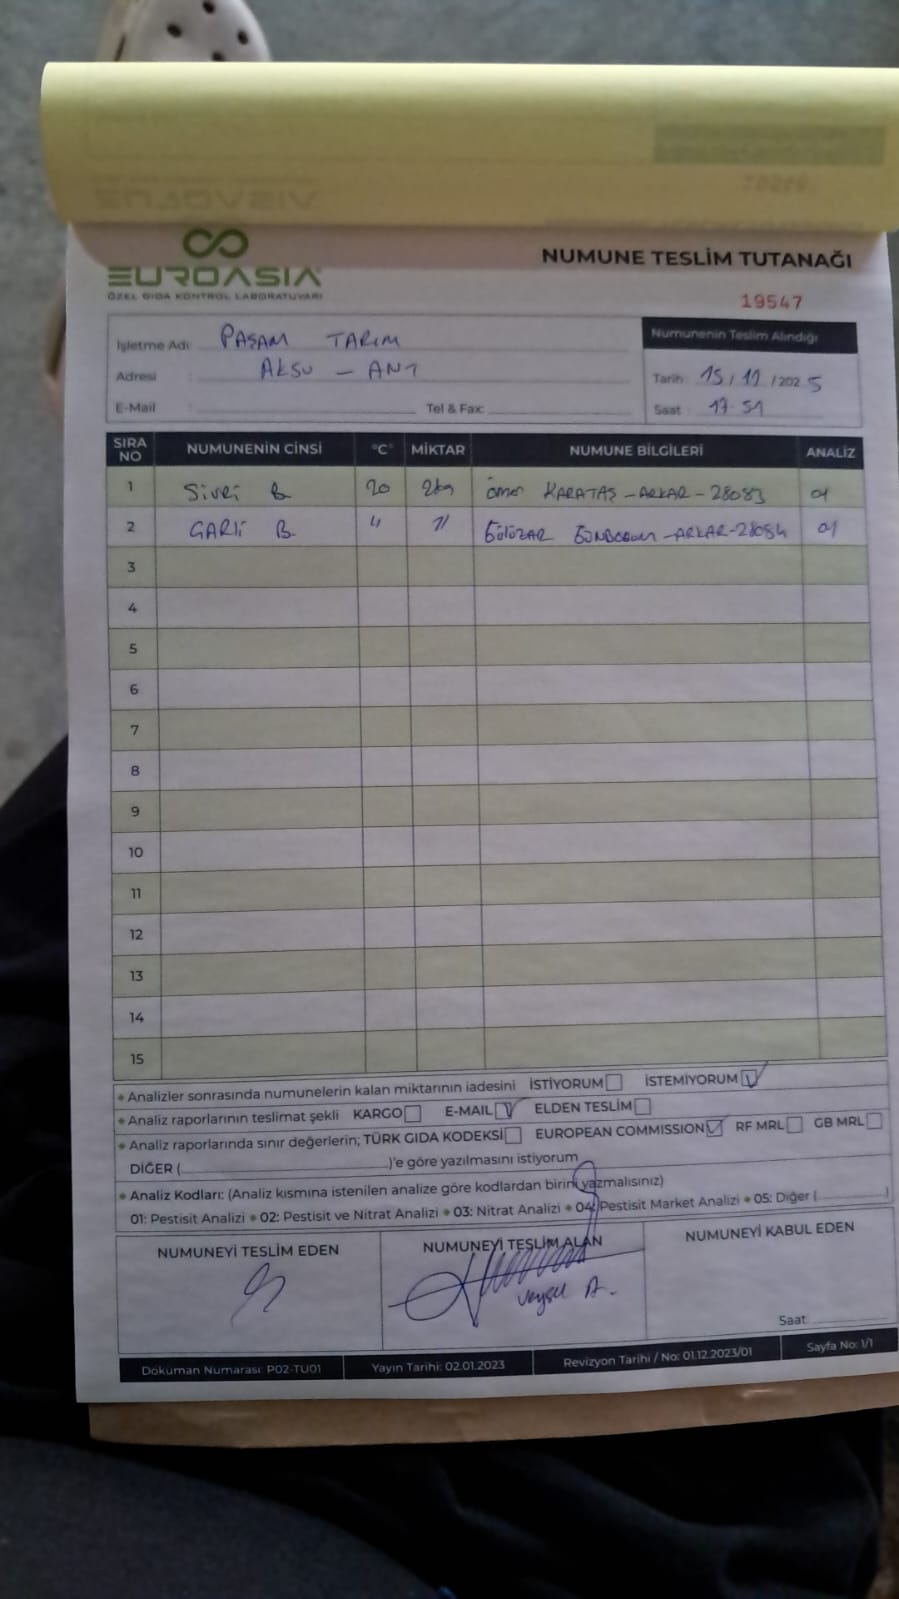 EUROASIA
ÖZEL GIDA KONTROL LABORATUVARI
NUMUNE TESLİM TUTANAĞI
19547
İşletme Adı: PAŞAM TARIM
Adresi : AKSU - ANT
E-Mail : Tel & Fax:
Numunenin Teslim Alındığı
Tarih: 15/11/2025
Saat: 17.51
SIRA NO NUMUNENİN CİNSİ °C MİKTAR NUMUNE BİLGİLERİ ANALİZ
1 Sivri B. 20 2kg ömer KARATAŞ-ARKAR-28083 01
2 GARLİ B. " " GÜNDOĞDU-ARKAR-28084 01
3
4
5
6
7
8
9
10
11
12
13
14
15
• Analizler sonrasında numunelerin kalan miktarının iadesini İSTİYORUM İSTEMİYORUM
• Analiz raporlarının teslimat şekli KARGO E-MAIL ELDEN TESLİM
• Analiz raporlarında sınır değerlerin; TÜRK GIDA KODEKSİ EUROPEAN COMMISSION RF MRL GB MRL
DİĞER ( )'e göre yazılmasını istiyorum
• Analiz Kodları: (Analiz kısmına istenilen analize göre kodlardan birini yazmalısınız)
01: Pestisit Analizi • 02: Pestisit ve Nitrat Analizi • 03: Nitrat Analizi • 04: Pestisit Market Analizi • 05: Diğer ( )
NUMUNEYİ TESLİM EDEN NUMUNEYİ TESLİM ALAN NUMUNEYİ KABUL EDEN
Veysel A.
Saat:
Doküman Numarası: P02-TU01 Yayın Tarihi: 02.01.2023 Revizyon Tarihi / No: 01.12.2023/01 Sayfa No: 1/1